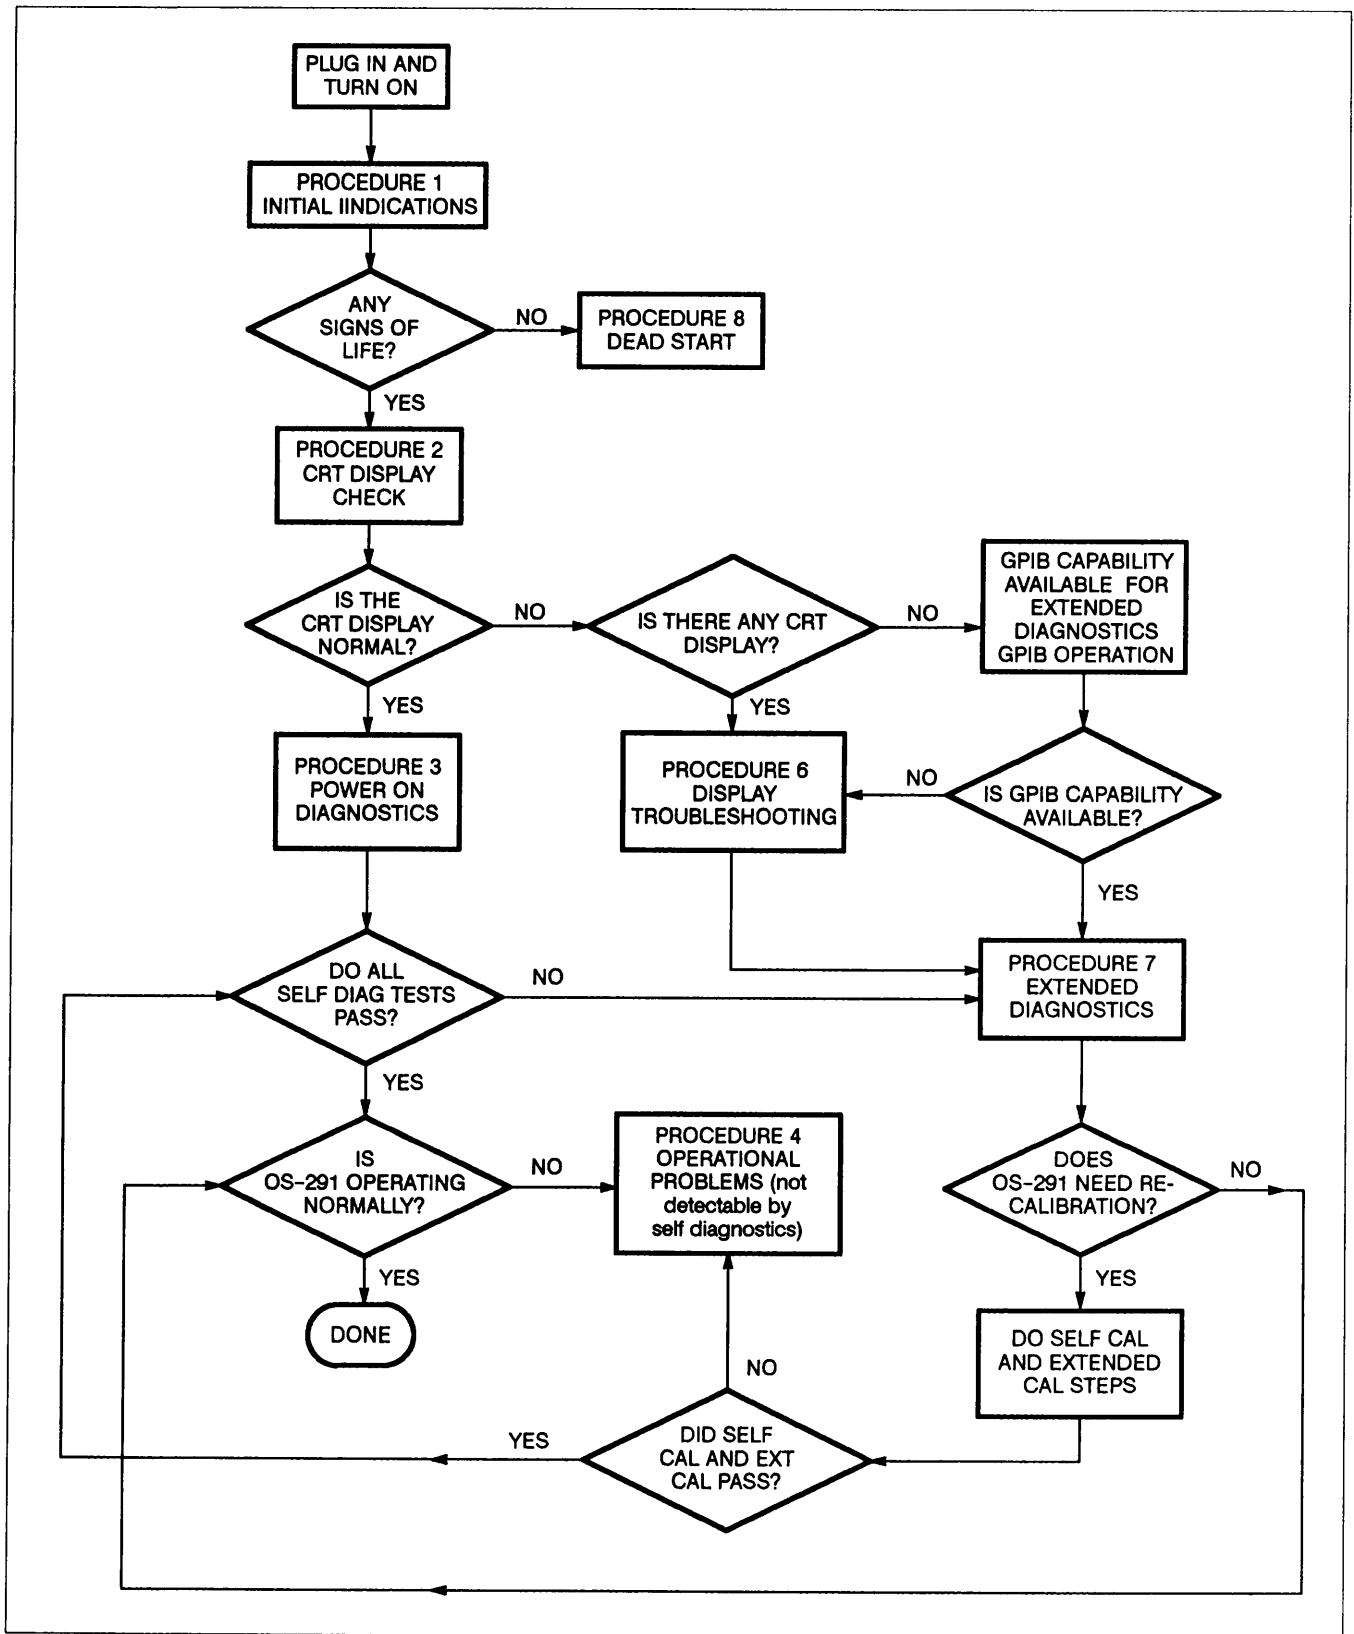 PLUG IN AND
TURN ON
PROCEDURE 1
INITIAL IINDICATIONS
ANY
SIGNS OF
LIFE?
NO
PROCEDURE 8
DEAD START
YES
PROCEDURE 2
CRT DISPLAY
CHECK
IS THE
CRT DISPLAY
NORMAL?
NO
IS THERE ANY CRT
DISPLAY?
NO
GPIB CAPABILITY
AVAILABLE FOR
EXTENDED
DIAGNOSTICS
GPIB OPERATION
YES
YES
PROCEDURE 3
POWER ON
DIAGNOSTICS
PROCEDURE 6
DISPLAY
TROUBLESHOOTING
NO
IS GPIB CAPABILITY
AVAILABLE?
YES
DO ALL
SELF DIAG TESTS
PASS?
NO
PROCEDURE 7
EXTENDED
DIAGNOSTICS
YES
IS
OS-291 OPERATING
NORMALLY?
NO
PROCEDURE 4
OPERATIONAL
PROBLEMS (not
detectable by
self diagnostics)
DOES
OS-291 NEED RE-
CALIBRATION?
NO
YES
YES
DONE
DO SELF CAL
AND EXTENDED
CAL STEPS
NO
YES
DID SELF
CAL AND EXT
CAL PASS?